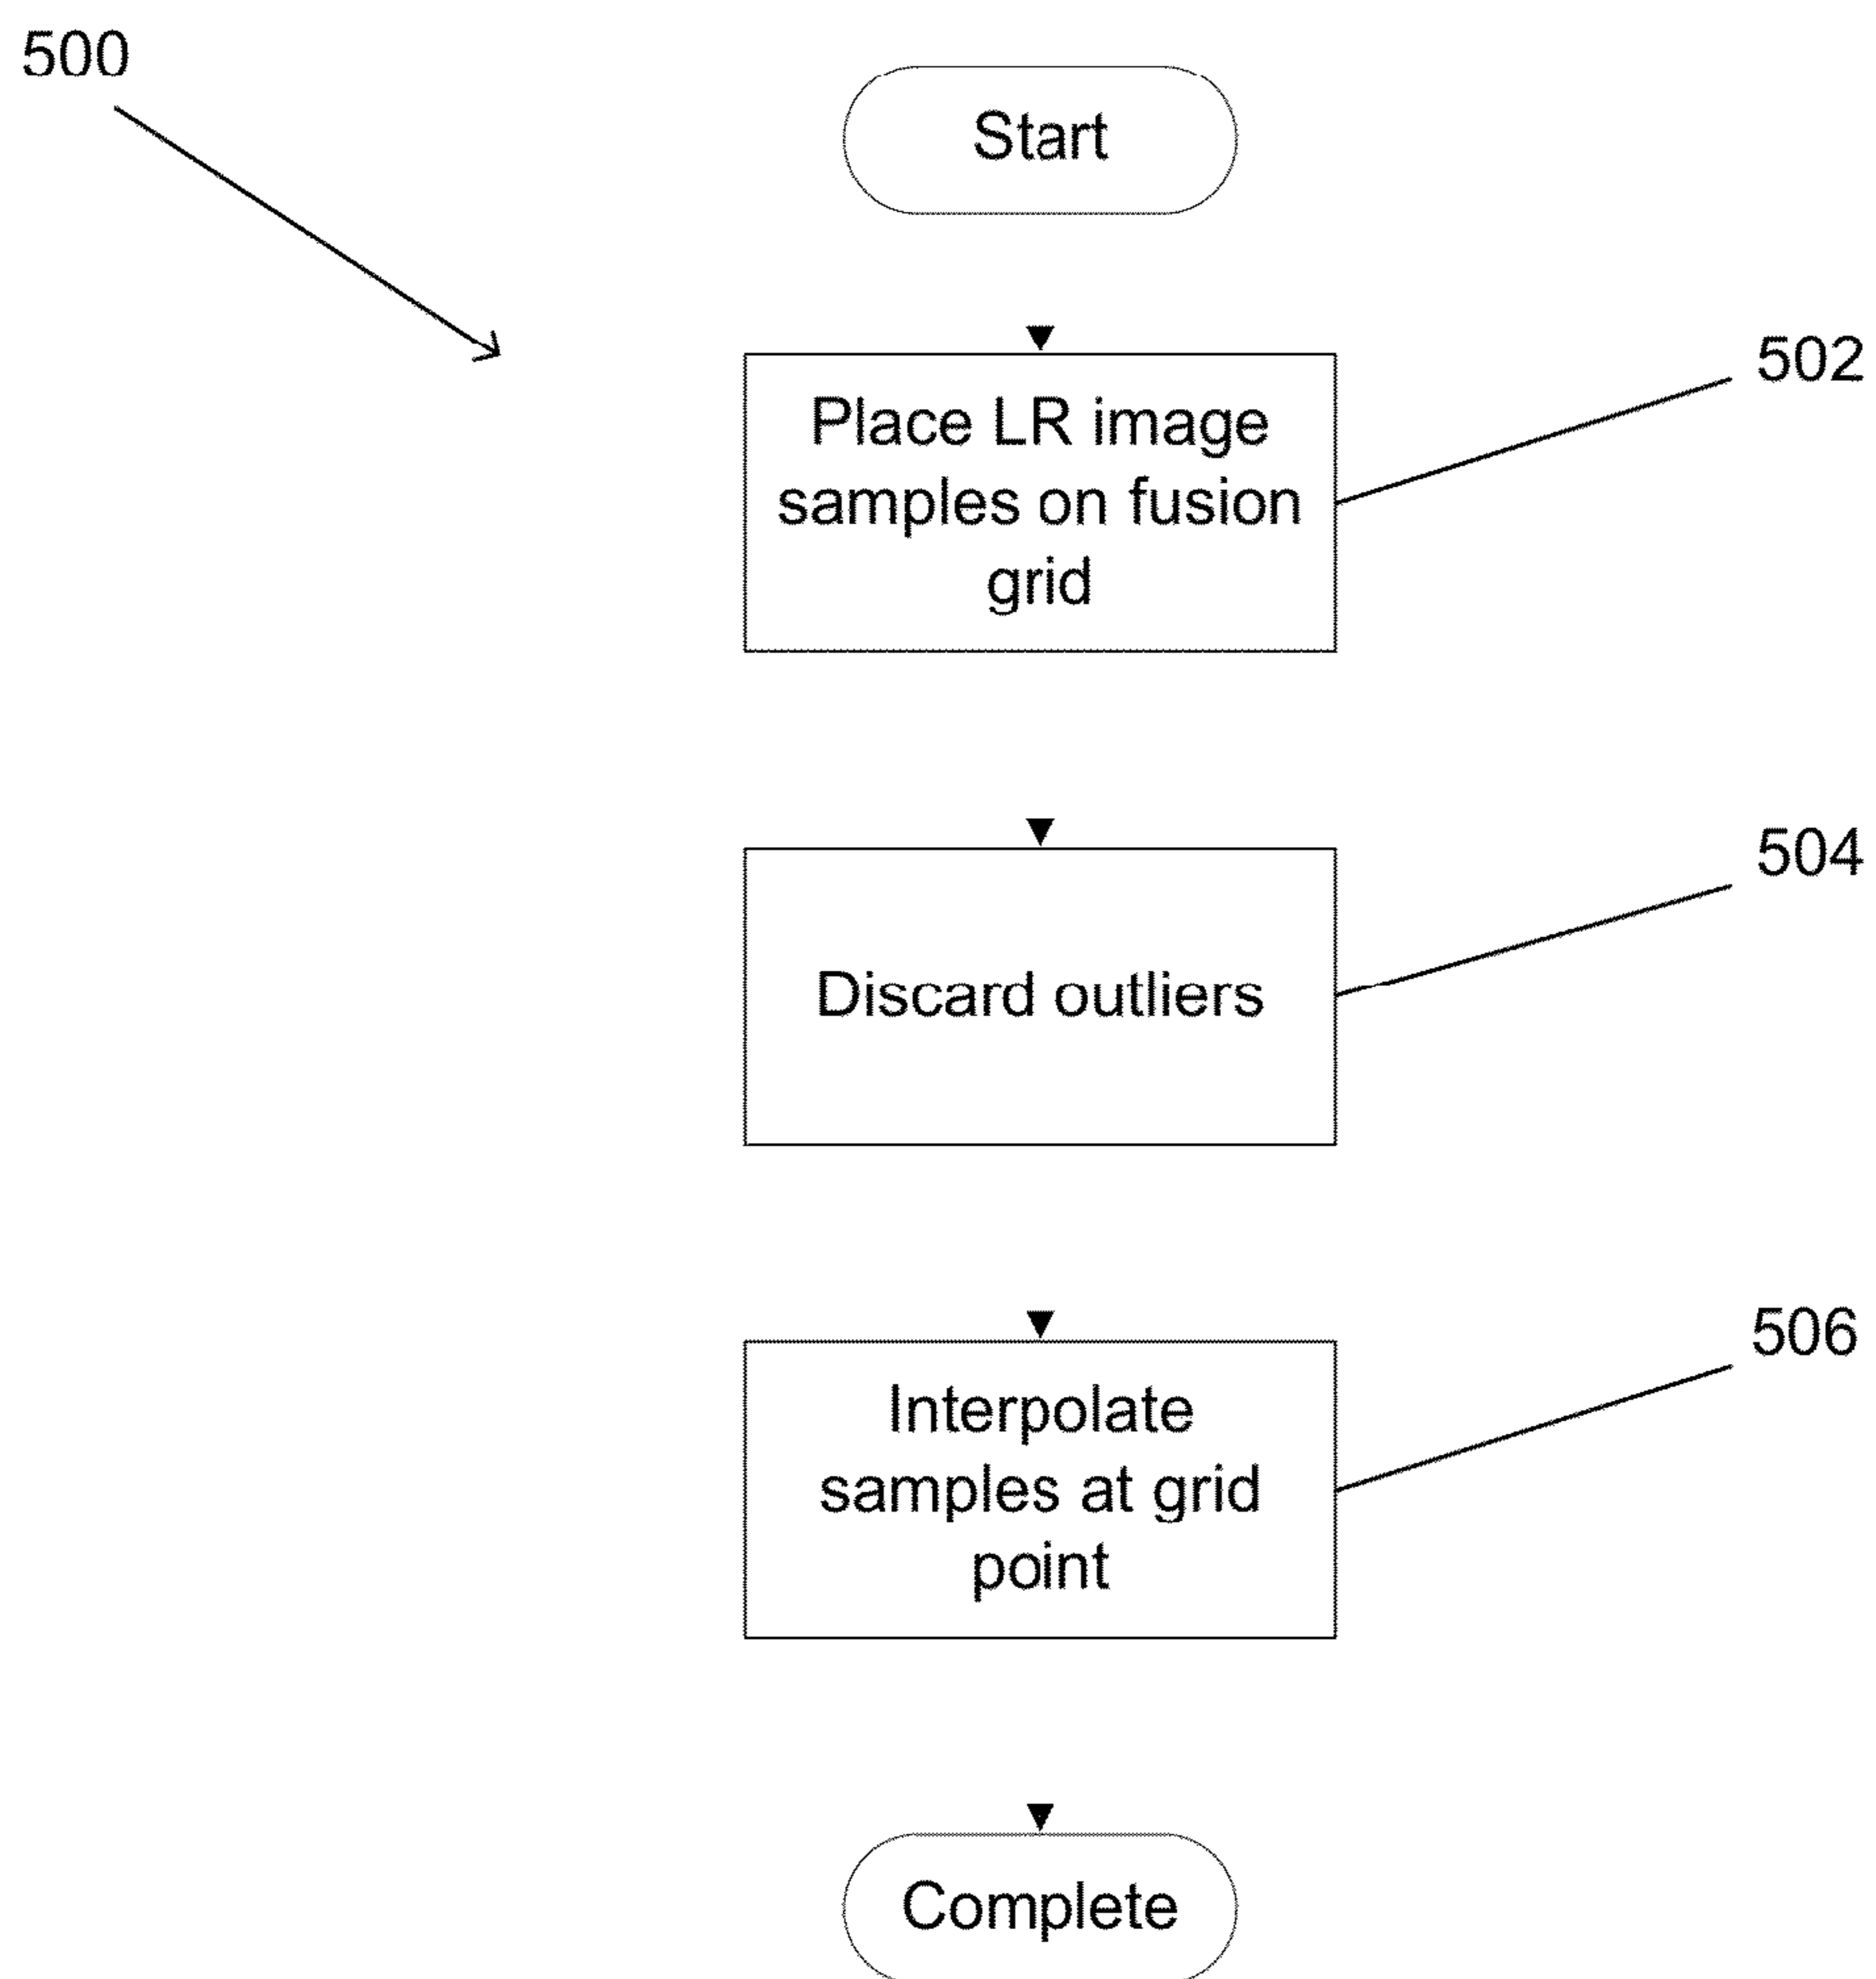 500
Start
502
Place LR image
samples on fusion
grid
504
Discard outliers
506
Interpolate
samples at grid
point
Complete